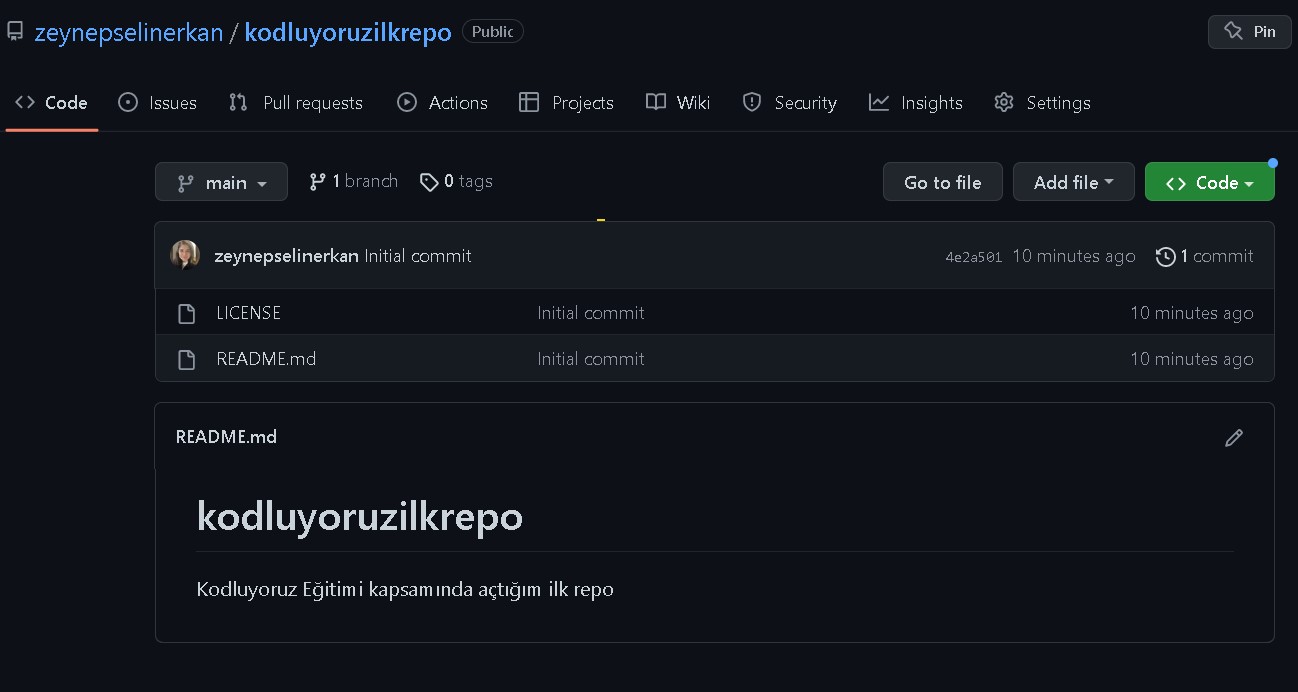 zeynepselinerkan / kodluyoruzilkrepo Public Pin
Code Issues Pull requests Actions Projects Wiki Security Insights Settings
main 1 branch 0 tags Go to file Add file Code
zeynepselinerkan Initial commit 4e2a501 10 minutes ago 1 commit
LICENSE Initial commit 10 minutes ago
README.md Initial commit 10 minutes ago
README.md
kodluyoruzilkrepo
Kodluyoruz Eğitimi kapsamında açtığım ilk repo